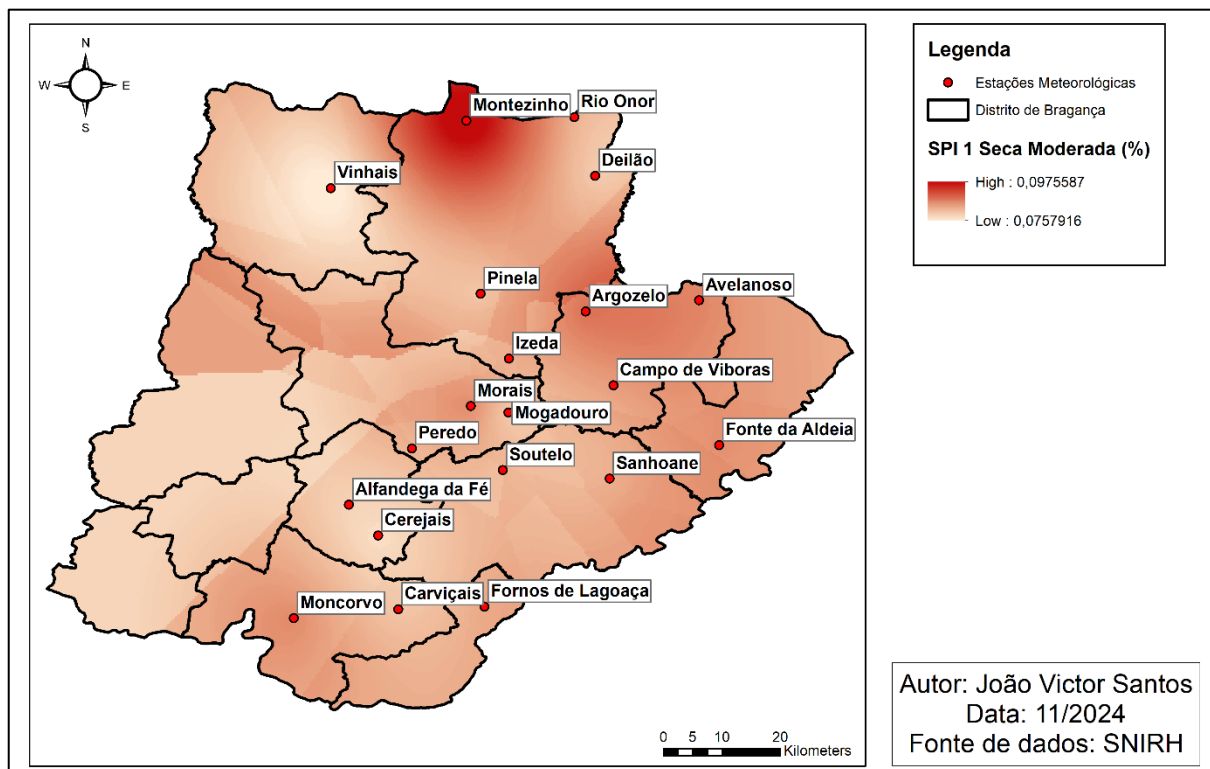 N
W
E
S
Montezinho
Rio Onor
Deilão
Vinhais
Pinela
Avelanoso
Argozelo
Izeda
Campo de Viboras
Morais
Mogadouro
Peredo
Fonte da Aldeia
Soutelo
Sanhoane
Alfandega da Fé
Cerejais
Carviçais
Fornos de Lagoaça
Moncorvo
0 5 10 20
Kilometers
Legenda
Estações Meteorológicas
Distrito de Bragança
SPI 1 Seca Moderada (%)
High : 0,0975587
Low : 0,0757916
Autor: João Victor Santos
Data: 11/2024
Fonte de dados: SNIRH